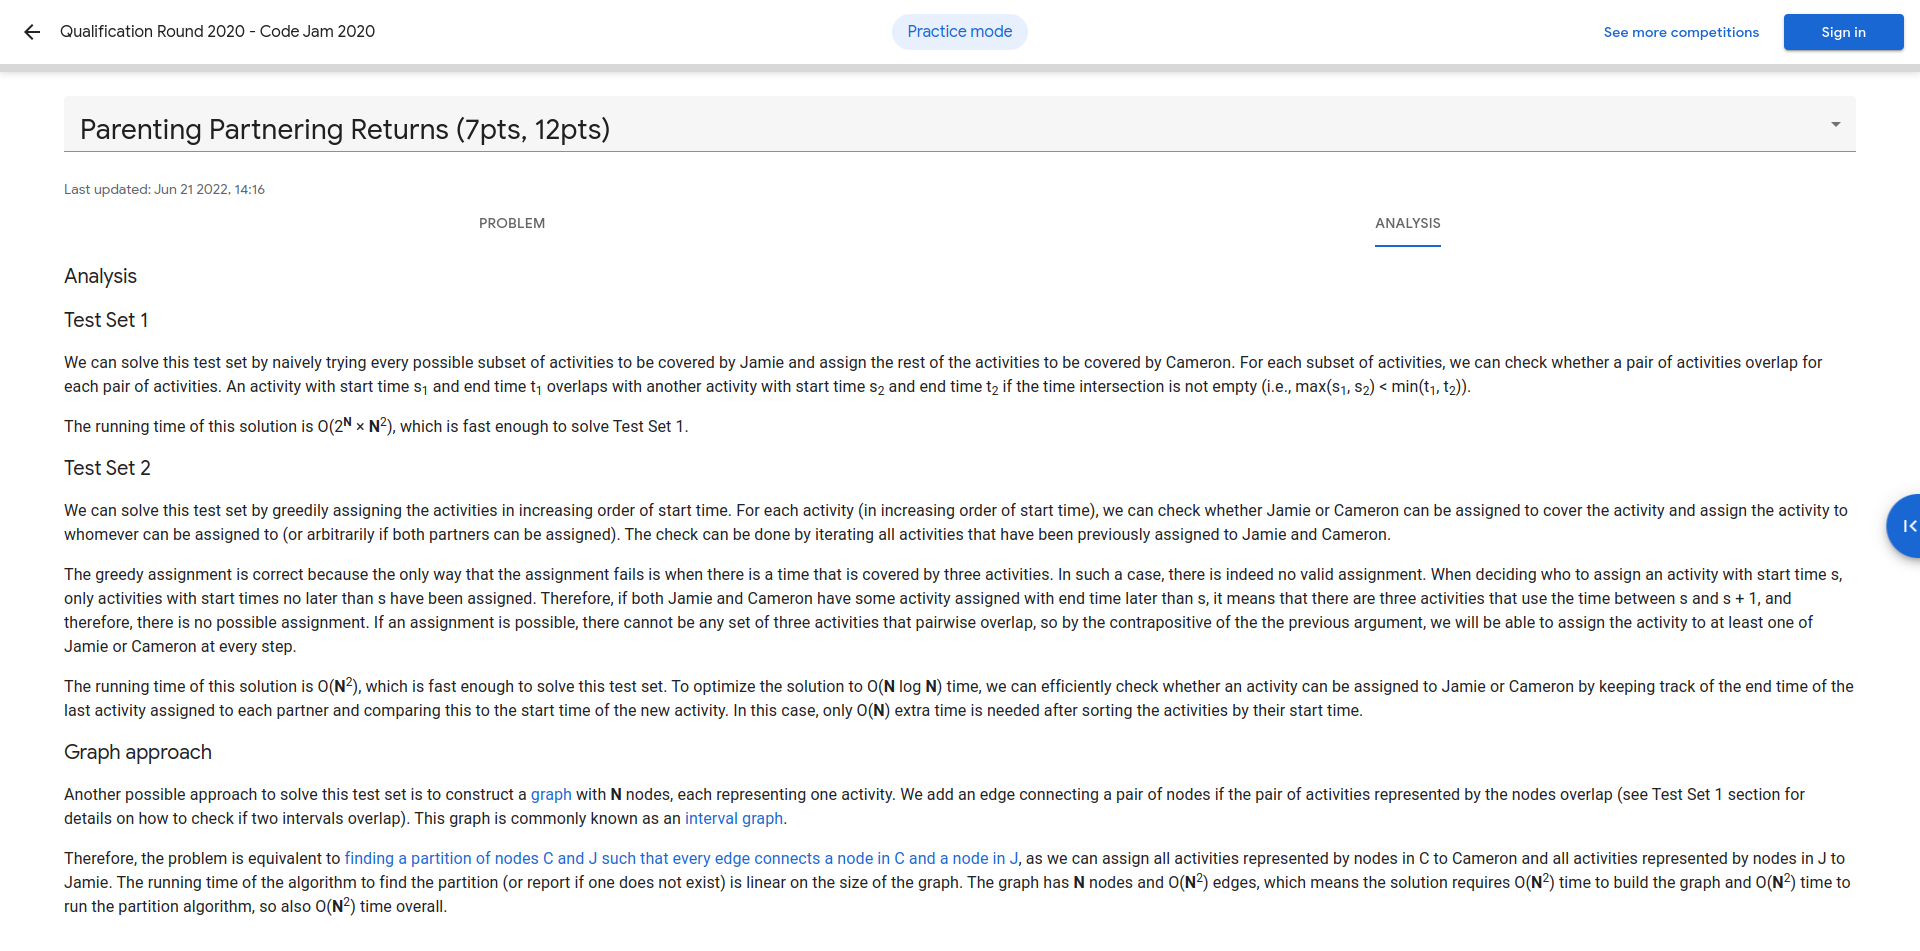 Qualification Round 2020 - Code Jam 2020
Practice mode
See more competitions
Sign in
Parenting Partnering Returns (7pts, 12pts)
Last updated: Jun 21 2022, 14:16
PROBLEM
ANALYSIS
Analysis
Test Set 1
We can solve this test set by naively trying every possible subset of activities to be covered by Jamie and assign the rest of the activities to be covered by Cameron. For each subset of activities, we can check whether a pair of activities overlap for
each pair of activities. An activity with start time s1 and end time t1 overlaps with another activity with start time s2 and end time t2 if the time intersection is not empty (i.e., max(s1, s2) < min(t1, t2)).
The running time of this solution is O(2^N × N^2), which is fast enough to solve Test Set 1.
Test Set 2
We can solve this test set by greedily assigning the activities in increasing order of start time. For each activity (in increasing order of start time), we can check whether Jamie or Cameron can be assigned to cover the activity and assign the activity to
whomever can be assigned to (or arbitrarily if both partners can be assigned). The check can be done by iterating all activities that have been previously assigned to Jamie and Cameron.
The greedy assignment is correct because the only way that the assignment fails is when there is a time that is covered by three activities. In such a case, there is indeed no valid assignment. When deciding who to assign an activity with start time s,
only activities with start times no later than s have been assigned. Therefore, if both Jamie and Cameron have some activity assigned with end time later than s, it means that there are three activities that use the time between s and s + 1, and
therefore, there is no possible assignment. If an assignment is possible, there cannot be any set of three activities that pairwise overlap, so by the contrapositive of the the previous argument, we will be able to assign the activity to at least one of
Jamie or Cameron at every step.
The running time of this solution is O(N^2), which is fast enough to solve this test set. To optimize the solution to O(N log N) time, we can efficiently check whether an activity can be assigned to Jamie or Cameron by keeping track of the end time of the
last activity assigned to each partner and comparing this to the start time of the new activity. In this case, only O(N) extra time is needed after sorting the activities by their start time.
Graph approach
Another possible approach to solve this test set is to construct a graph with N nodes, each representing one activity. We add an edge connecting a pair of nodes if the pair of activities represented by the nodes overlap (see Test Set 1 section for
details on how to check if two intervals overlap). This graph is commonly known as an interval graph.
Therefore, the problem is equivalent to finding a partition of nodes C and J such that every edge connects a node in C and a node in J, as we can assign all activities represented by nodes in C to Cameron and all activities represented by nodes in J to
Jamie. The running time of the algorithm to find the partition (or report if one does not exist) is linear on the size of the graph. The graph has N nodes and O(N^2) edges, which means the solution requires O(N^2) time to build the graph and O(N^2) time to
run the partition algorithm, so also O(N^2) time overall.